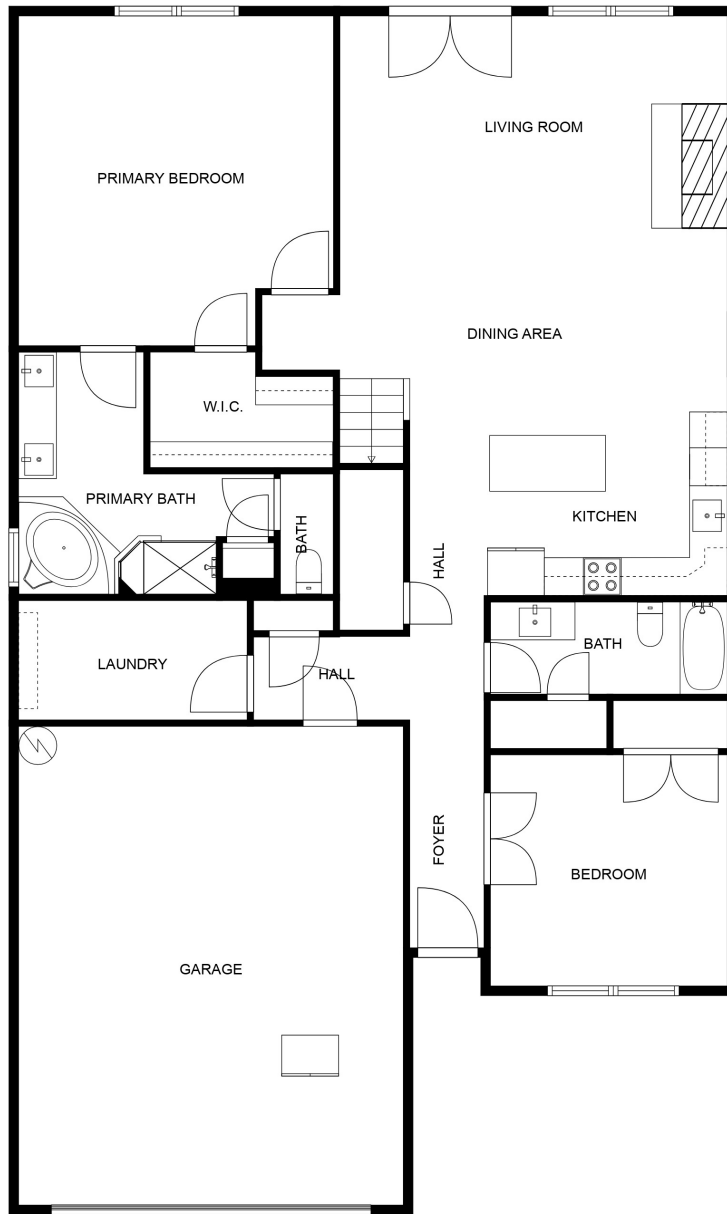 LIVING ROOM
PRIMARY BEDROOM
DINING AREA
W.I.C.
PRIMARY BATH
BATH
KITCHEN
HALL
BATH
LAUNDRY
HALL
FOYER
BEDROOM
GARAGE